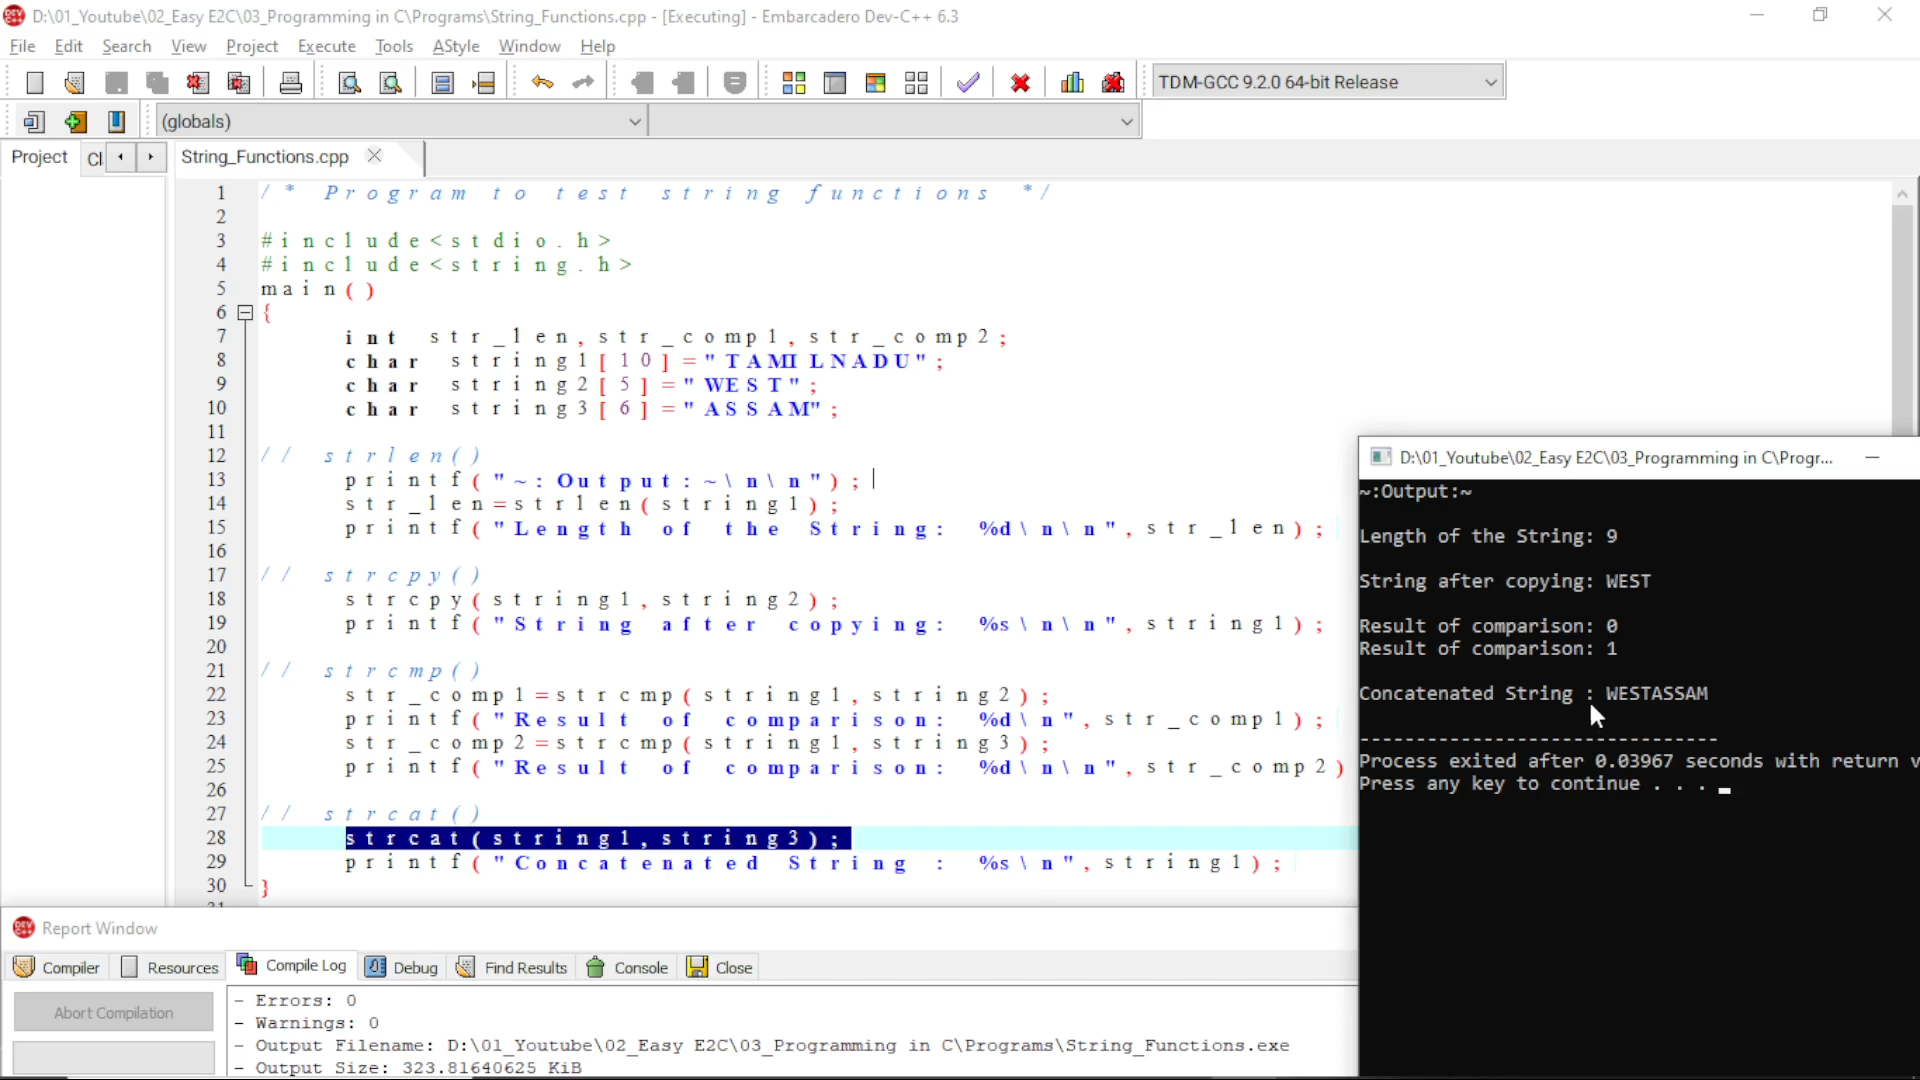 D:\01_Youtube\02_Easy E2C\03_Programming in C\Programs\String_Functions.cpp - [Executing] - Embarcadero Dev-C++ 6.3
File Edit Search View Project Execute Tools AStyle Window Help
TDM-GCC 9.2.0 64-bit Release
(globals)
Project Cl String_Functions.cpp
1 /* Program to test string functions */
2
3 #include<stdio.h>
4 #include<string.h>
5 main()
6 {
7 int str_len,str_comp1,str_comp2;
8 char string1[10]="TAMILNADU";
9 char string2[5]="WEST";
10 char string3[6]="ASSAM";
11
12 // strlen()
13 printf("~:Output:~\n\n");
14 str_len=strlen(string1);
15 printf("Length of the String: %d\n\n",str_len);
16
17 // strcpy()
18 strcpy(string1,string2);
19 printf("String after copying: %s\n\n",string1);
20
21 // strcmp()
22 str_comp1=strcmp(string1,string2);
23 printf("Result of comparison: %d\n",str_comp1);
24 str_comp2=strcmp(string1,string3);
25 printf("Result of comparison: %d\n\n",str_comp2)
26
27 // strcat()
28 strcat(string1,string3);
29 printf("Concatenated String : %s\n",string1);
30 }
D:\01_Youtube\02_Easy E2C\03_Programming in C\Progr...
~:Output:~
Length of the String: 9
String after copying: WEST
Result of comparison: 0
Result of comparison: 1
Concatenated String : WESTASSAM
--------------------------------
Process exited after 0.03967 seconds with return v
Press any key to continue . . .
Report Window
Compiler Resources Compile Log Debug Find Results Console Close
Abort Compilation
- Errors: 0
- Warnings: 0
- Output Filename: D:\01_Youtube\02_Easy E2C\03_Programming in C\Programs\String_Functions.exe
- Output Size: 323.81640625 KiB